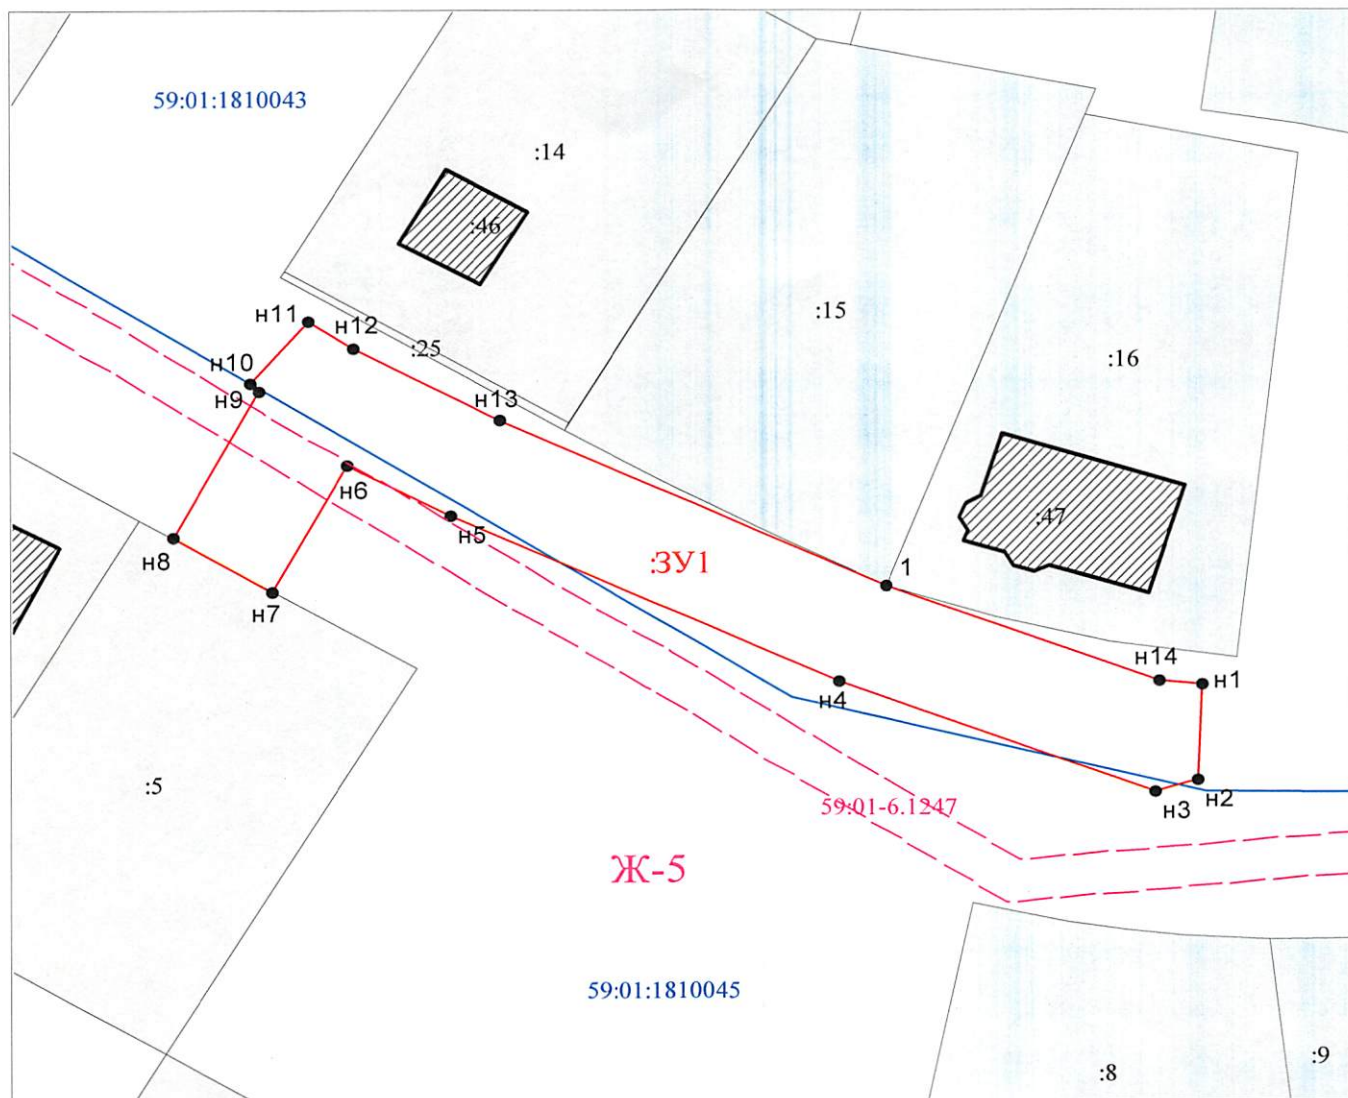 59:01:1810043
:14
:46
:15
:16
н11
н12
:25
н10
н9
н13
н6
:47
н5
:ЗУ1
1
н8
н7
н14
н1
н4
:5
59:01-6.1247
н3
н2
Ж-5
59:01:1810045
:9
:8